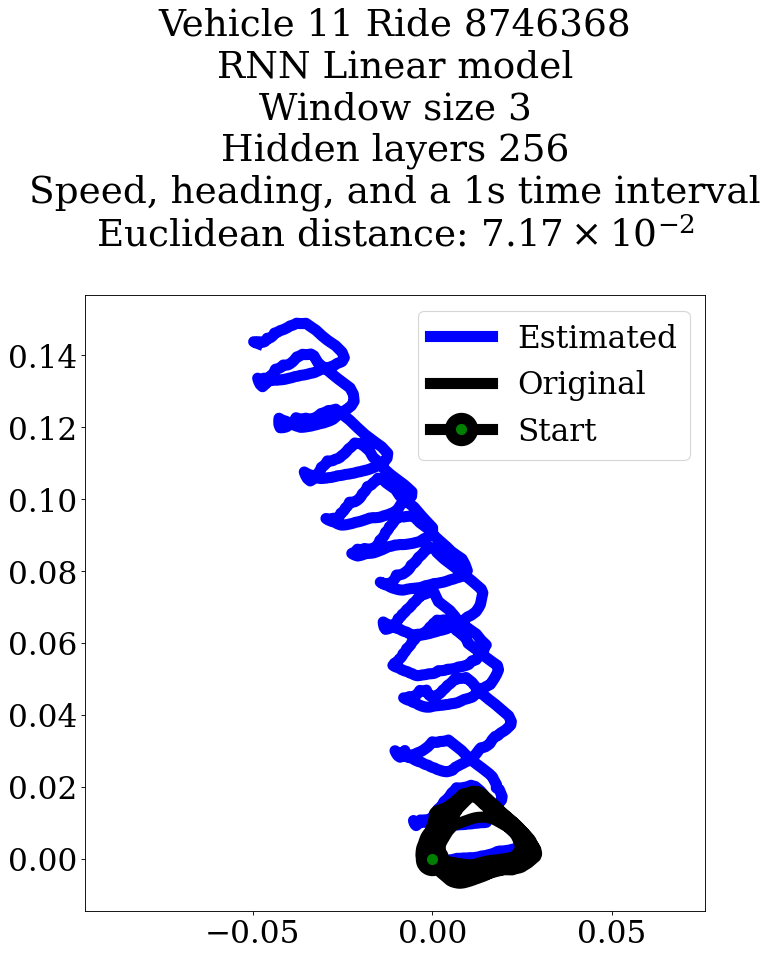 Vehicle 11 Ride 8746368
RNN Linear model
Window size 3
Hidden layers 256
Speed, heading, and a 1s time interval
Euclidean distance: 7.17 × 10⁻²
Estimated
Original
Start
0.14
0.12
0.10
0.08
0.06
0.04
0.02
0.00
−0.05 0.00 0.05